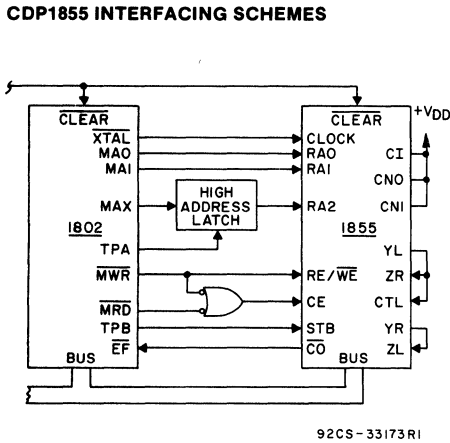 CDP1855 INTERFACING SCHEMES
CLEAR
CLEAR
+VDD
XTAL
CLOCK
MA0
RA0
CI
MA1
RA1
CN0
HIGH
ADDRESS
LATCH
MAX
RA2
CN1
1802
1855
TPA
YL
MWR
RE/WE
ZR
CE
CTL
MRD
TPB
STB
YR
EF
CO
ZL
BUS
BUS
92CS-33173R1